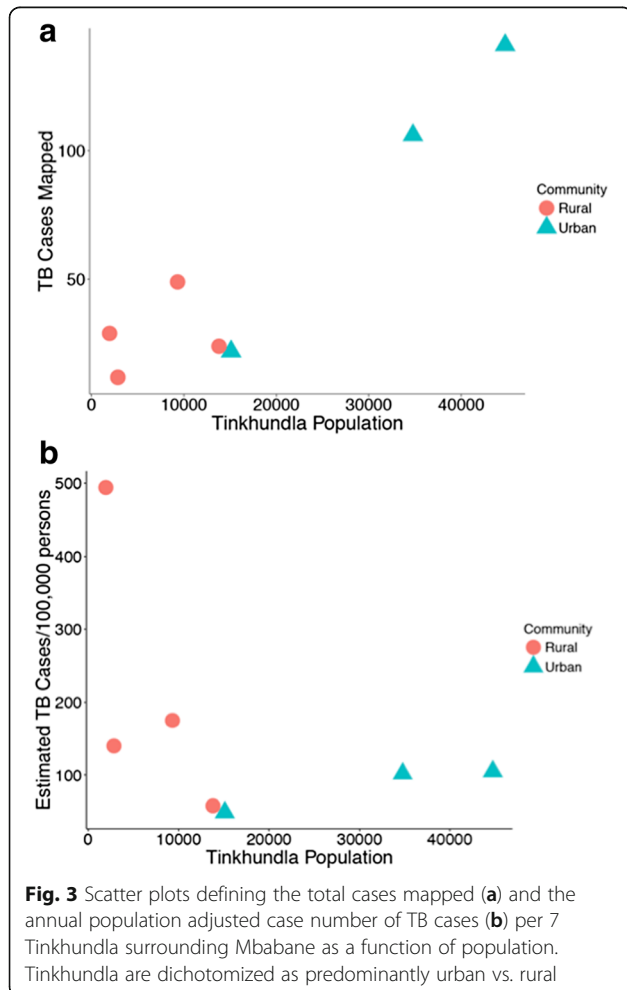 a
TB Cases Mapped
100
50
0 10000 20000 30000 40000
Tinkhundla Population
Community
Rural
Urban
b
Estimated TB Cases/100,000 persons
500
400
300
200
100
0 10000 20000 30000 40000
Tinkhundla Population
Community
Rural
Urban
Fig. 3 Scatter plots defining the total cases mapped (a) and the
annual population adjusted case number of TB cases (b) per 7
Tinkhundla surrounding Mbabane as a function of population.
Tinkhundla are dichotomized as predominantly urban vs. rural